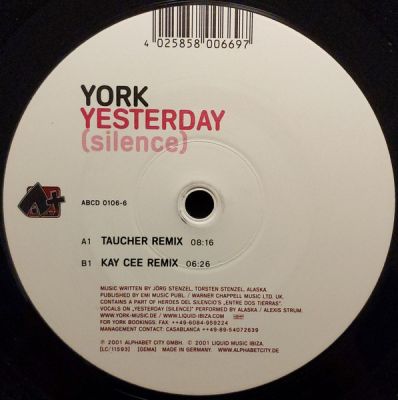 4 025858 006697
YORK
YESTERDAY
(silence)
A+
ABCD 0106-6
A1 TAUCHER REMIX 08:16
B1 KAY CEE REMIX 06:26
MUSIC WRITTEN BY JÖRG STENZEL, TORSTEN STENZEL, ALASKA
PUBLISHED BY EMI MUSIC PUBL. / WARNER CHAPPELL MUSIC LTD. UK.
CONTAINS A PART OF HEROES DEL SILENCIO'S „ENTRE DOS TIERRAS".
VOCALS ON „YESTERDAY (SILENCE)" PERFORMED BY ALASKA / ALEXIS STRUM.
WWW.YORK-MUSIC.DE / WWW.LIQUID-IBIZA.COM
FOR YORK BOOKINGS: FAX ++49-6084-959224
MANAGEMENT CONTACT: CASABLANCA ++49-89-54072639
℗ 2001 ALPHABET CITY GMBH. © 2001 LIQUID MUSIC IBIZA.
[LC/11593] [GEMA] MADE IN GERMANY. WWW.ALPHABETCITY.DE